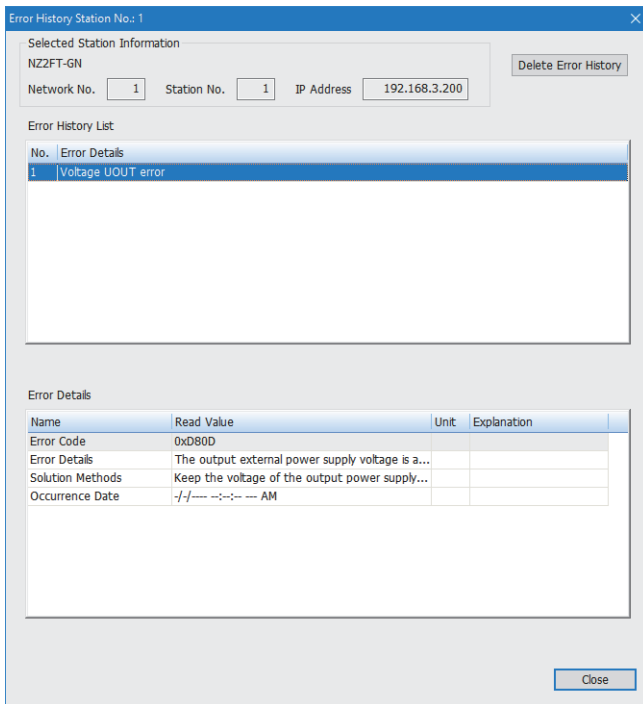 Error History Station No.: 1
Selected Station Information
NZ2FT-GN
Delete Error History
Network No. 1 Station No. 1 IP Address 192.168.3.200
Error History List
No. Error Details
1 Voltage UOUT error
Error Details
Name Read Value Unit Explanation
Error Code 0xD80D
Error Details The output external power supply voltage is a...
Solution Methods Keep the voltage of the output power supply...
Occurrence Date -/-/---- --:--:-- --- AM
Close